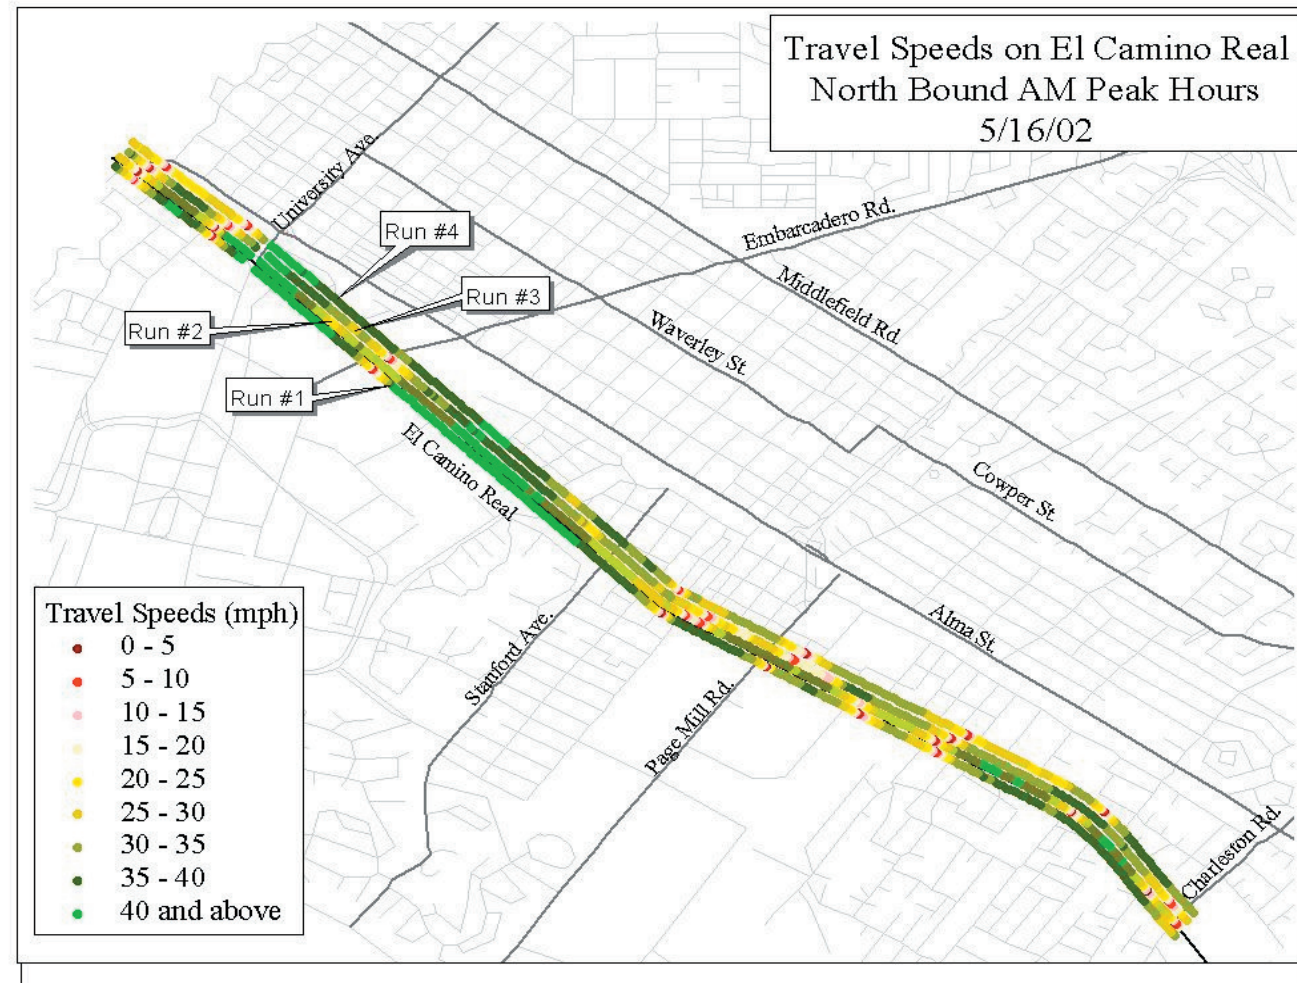 Travel Speeds on El Camino Real
North Bound AM Peak Hours
5/16/02
University Ave.
Run #4
Embarcadero Rd.
Run #3
Middlefield Rd.
Run #2
Waverley St.
Run #1
El Camino Real
Cowper St.
Alma St.
Stanford Ave.
Page Mill Rd.
Charleston Rd.
Travel Speeds (mph)
0 - 5
5 - 10
10 - 15
15 - 20
20 - 25
25 - 30
30 - 35
35 - 40
40 and above